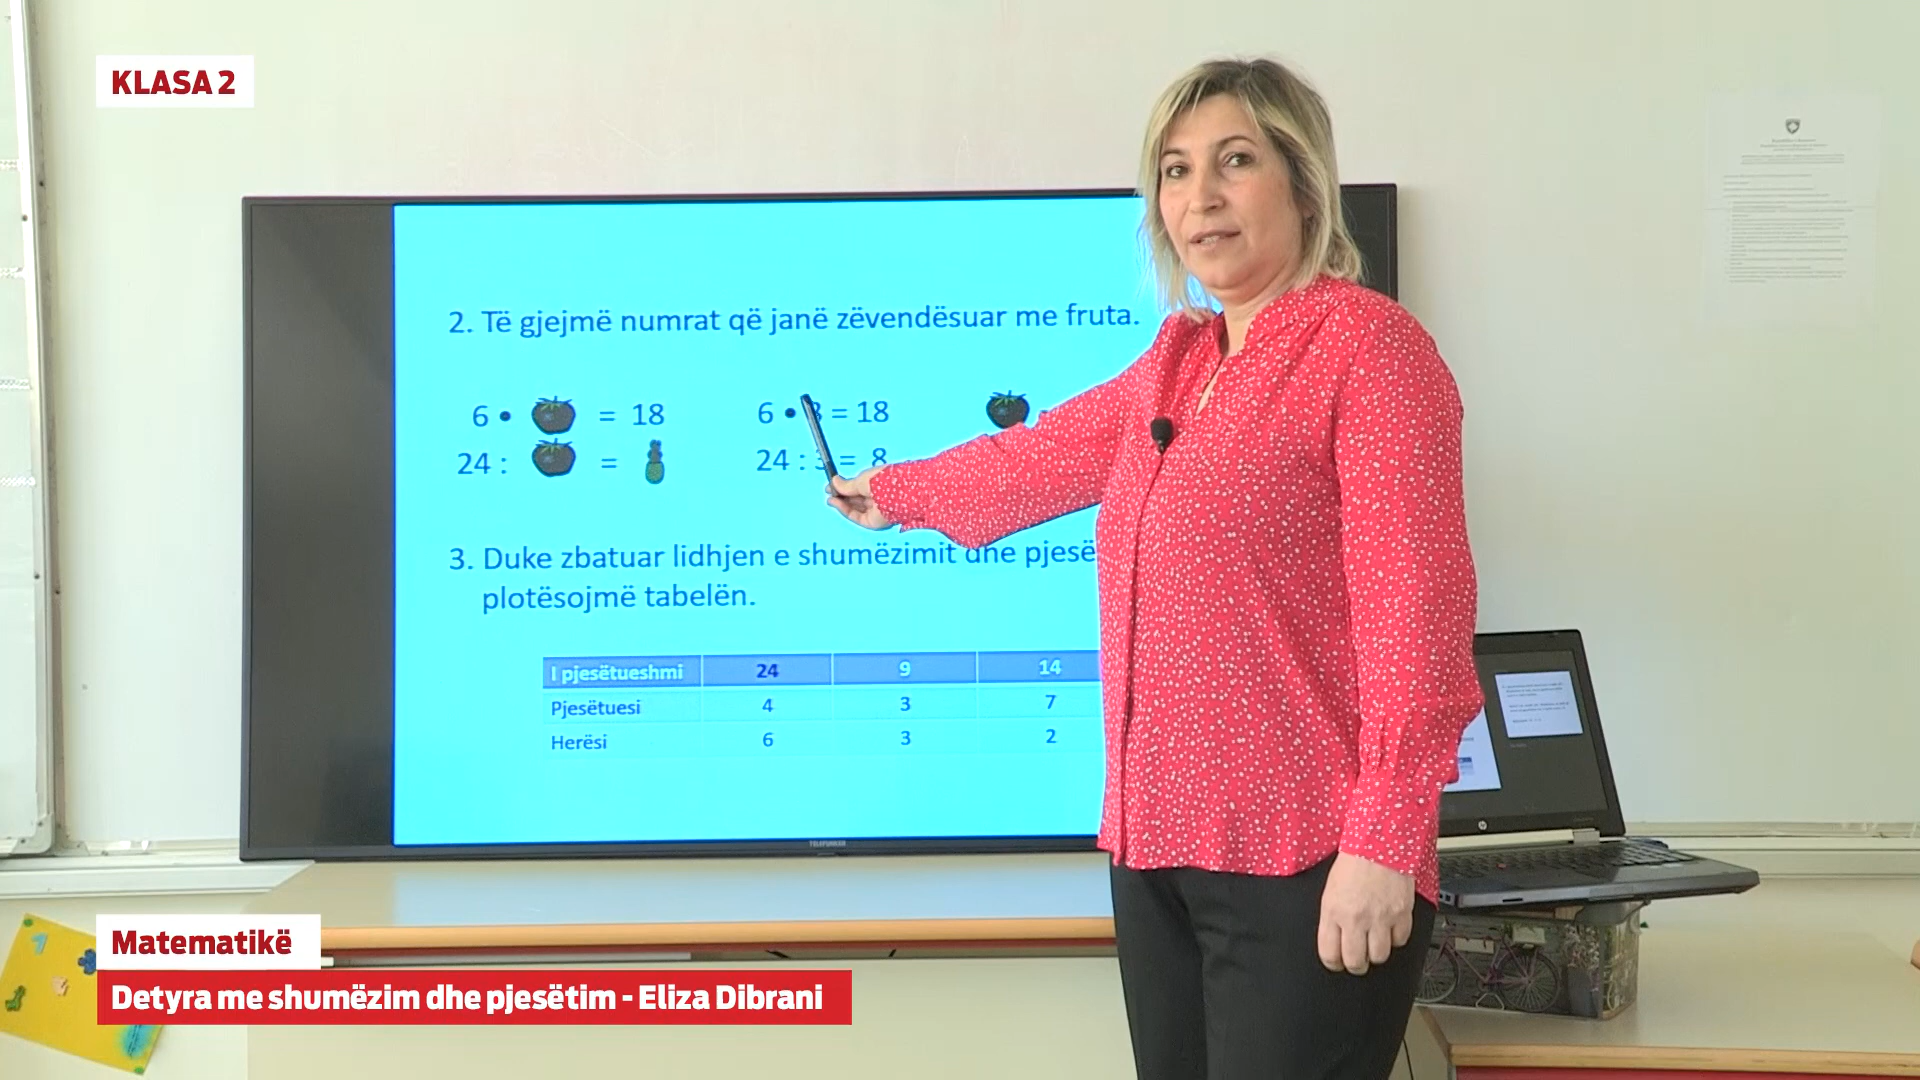 KLASA 2
2. Të gjejmë numrat që janë zëvendësuar me fruta.
6 • = 18
6 • 3 = 18
24 : =
24 : 3 = 8
3. Duke zbatuar lidhjen e shumëzimit dhe
plotësojmë tabelën.
I pjesëtueshmi 24 9 14
Pjesëtuesi 4 3 7
Herësi 6 3 2
TELEFUNKEN
hp
Matematikë
Detyra me shumëzim dhe pjesëtim - Eliza Dibrani